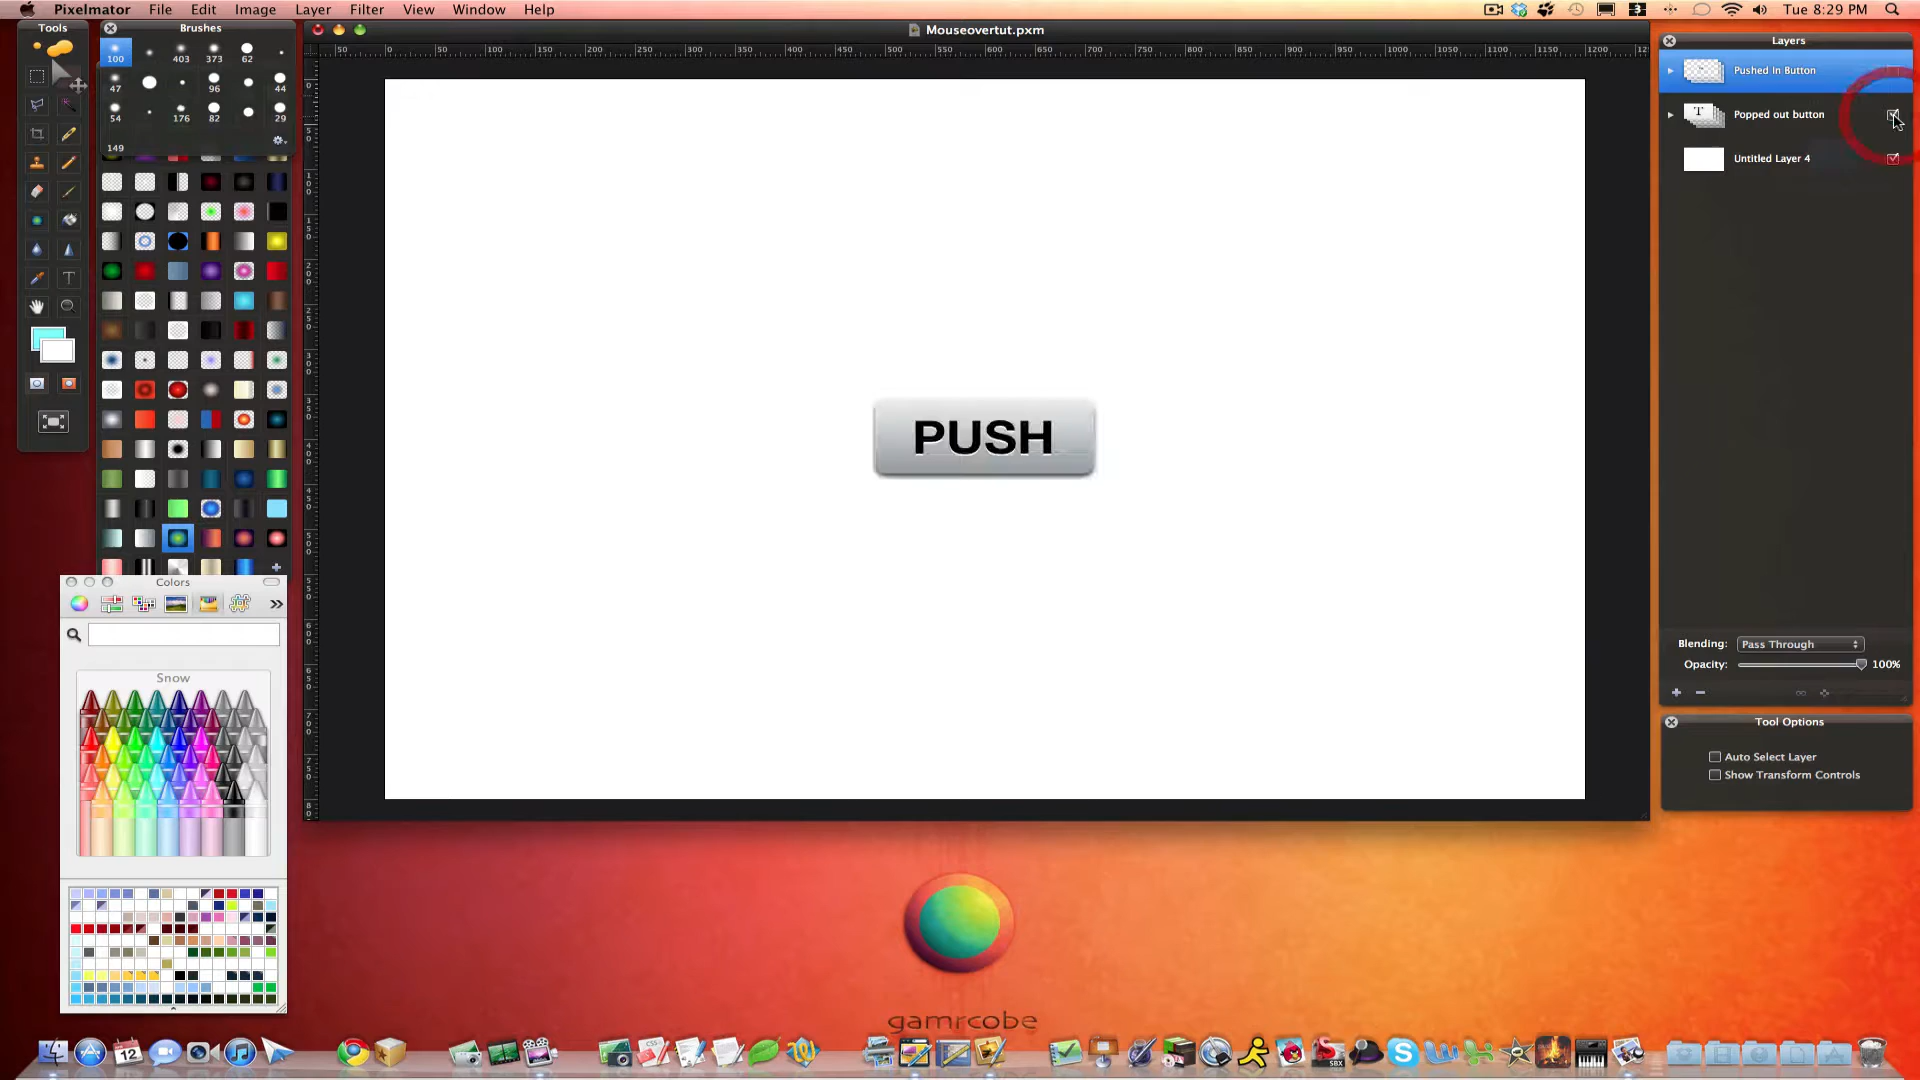 Pixelmator File Edit Image Layer Filter View Window Help
Tue 8:29 PM
Tools
Brushes
Mouseovertut.pxm
Layers
100 403 373 62
47 96 44
54 176 82 29
149
Pushed In Button
Popped out button
Untitled Layer 4
PUSH
Colors
Snow
Blending: Pass Through
Opacity: 100%
Tool Options
Auto Select Layer
Show Transform Controls
gamrcobe